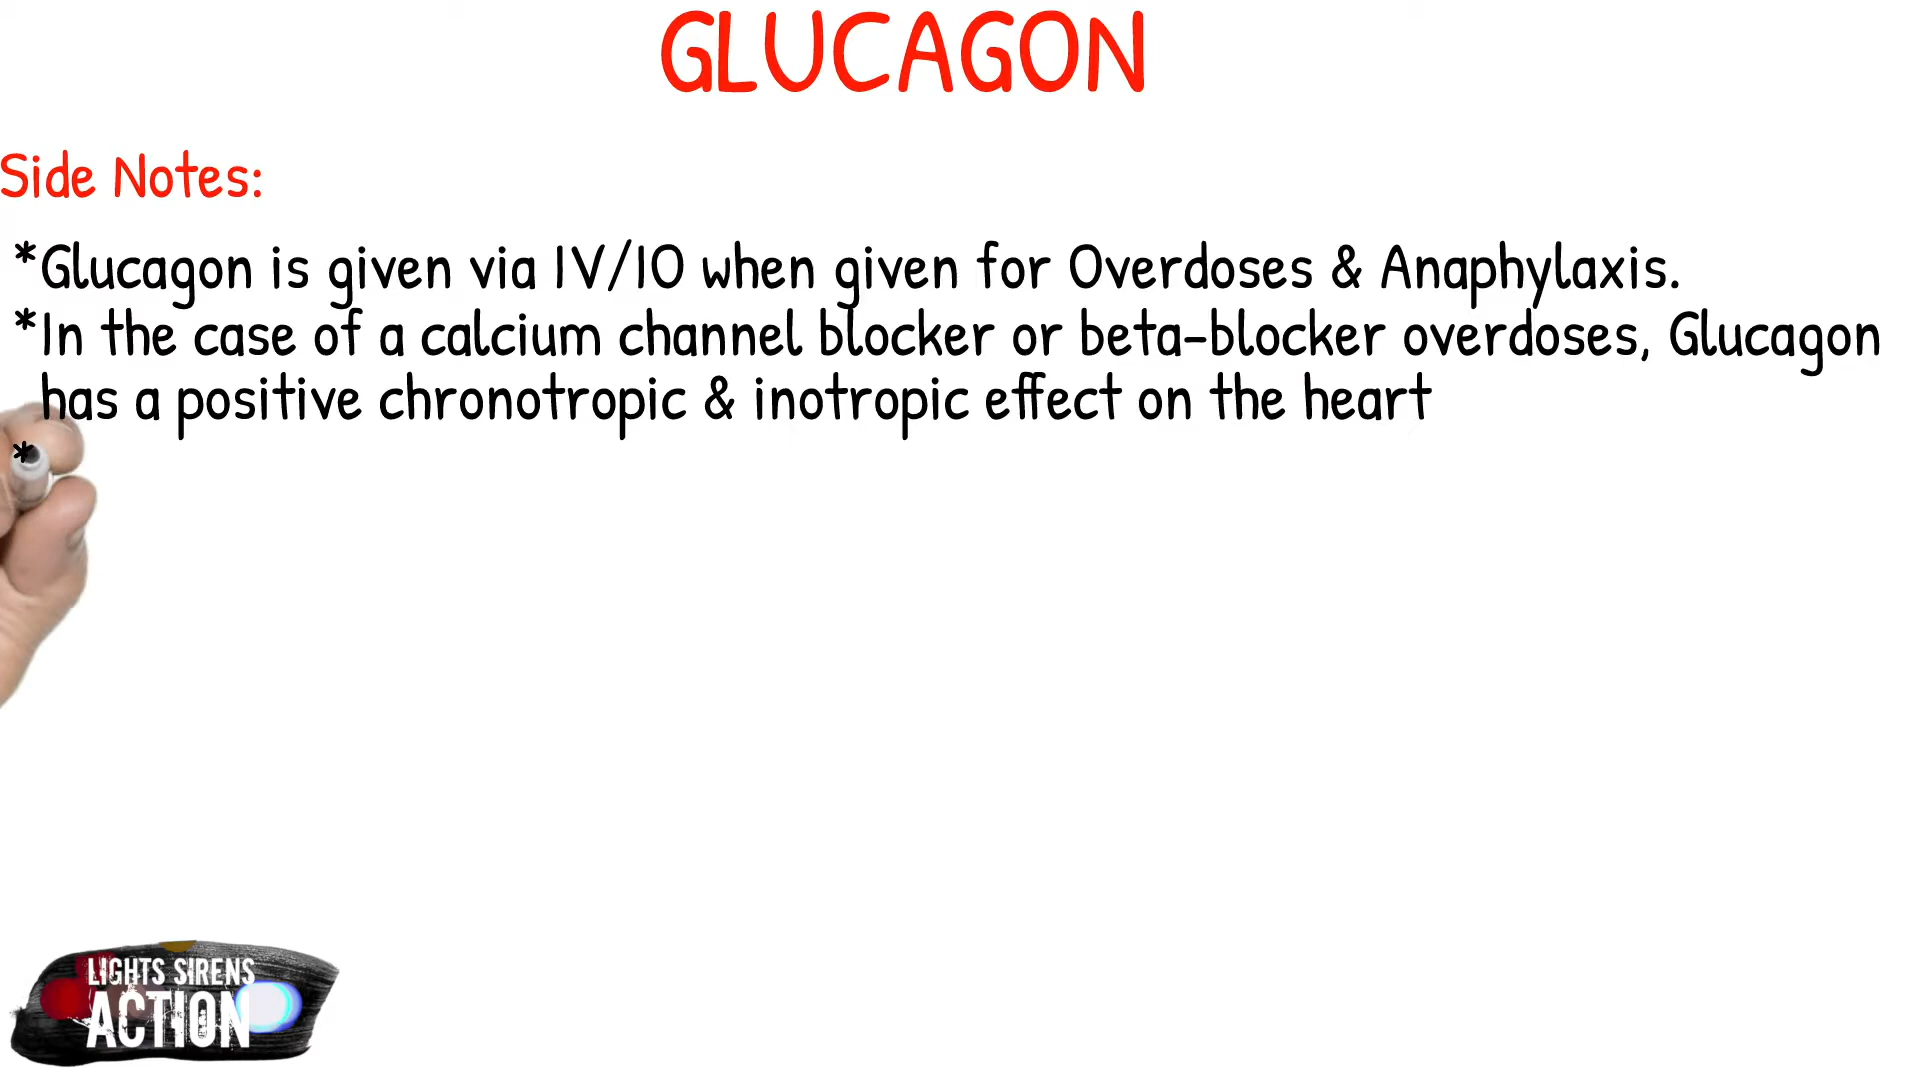 GLUCAGON
Side Notes:
*Glucagon is given via IV/IO when given for Overdoses & Anaphylaxis.
*In the case of a calcium channel blocker or beta-blocker overdoses, Glucagon
has a positive chronotropic & inotropic effect on the heart
*
LIGHTS SIRENS
ACTION